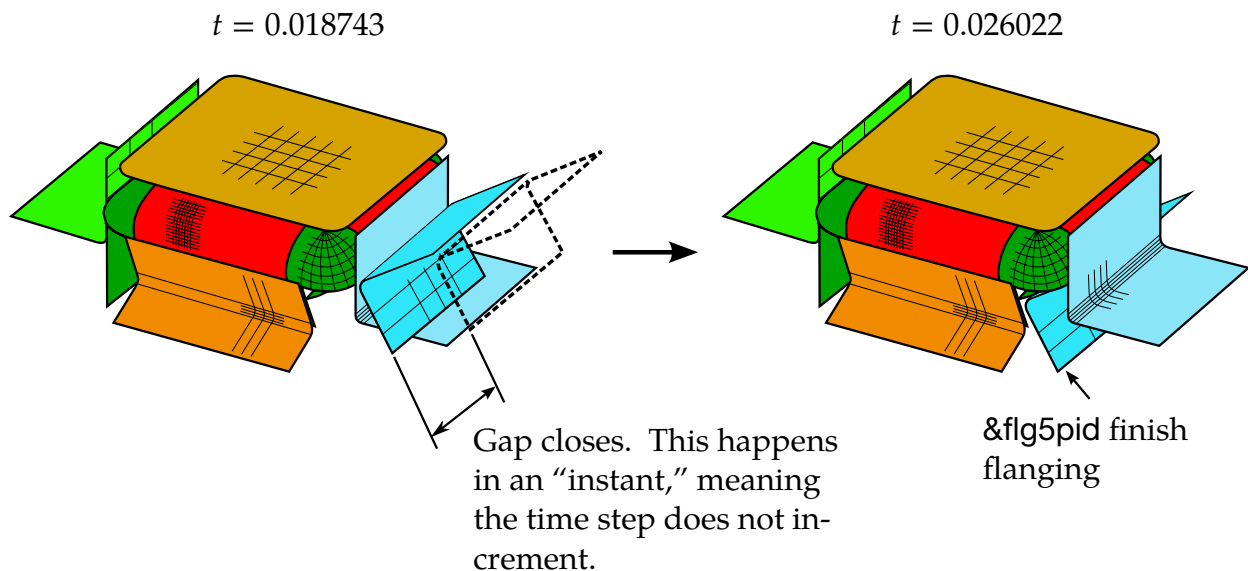 t = 0.018743
t = 0.026022
Gap closes. This happens
in an “instant,” meaning
the time step does not in-
crement.
&flg5pid finish
flanging